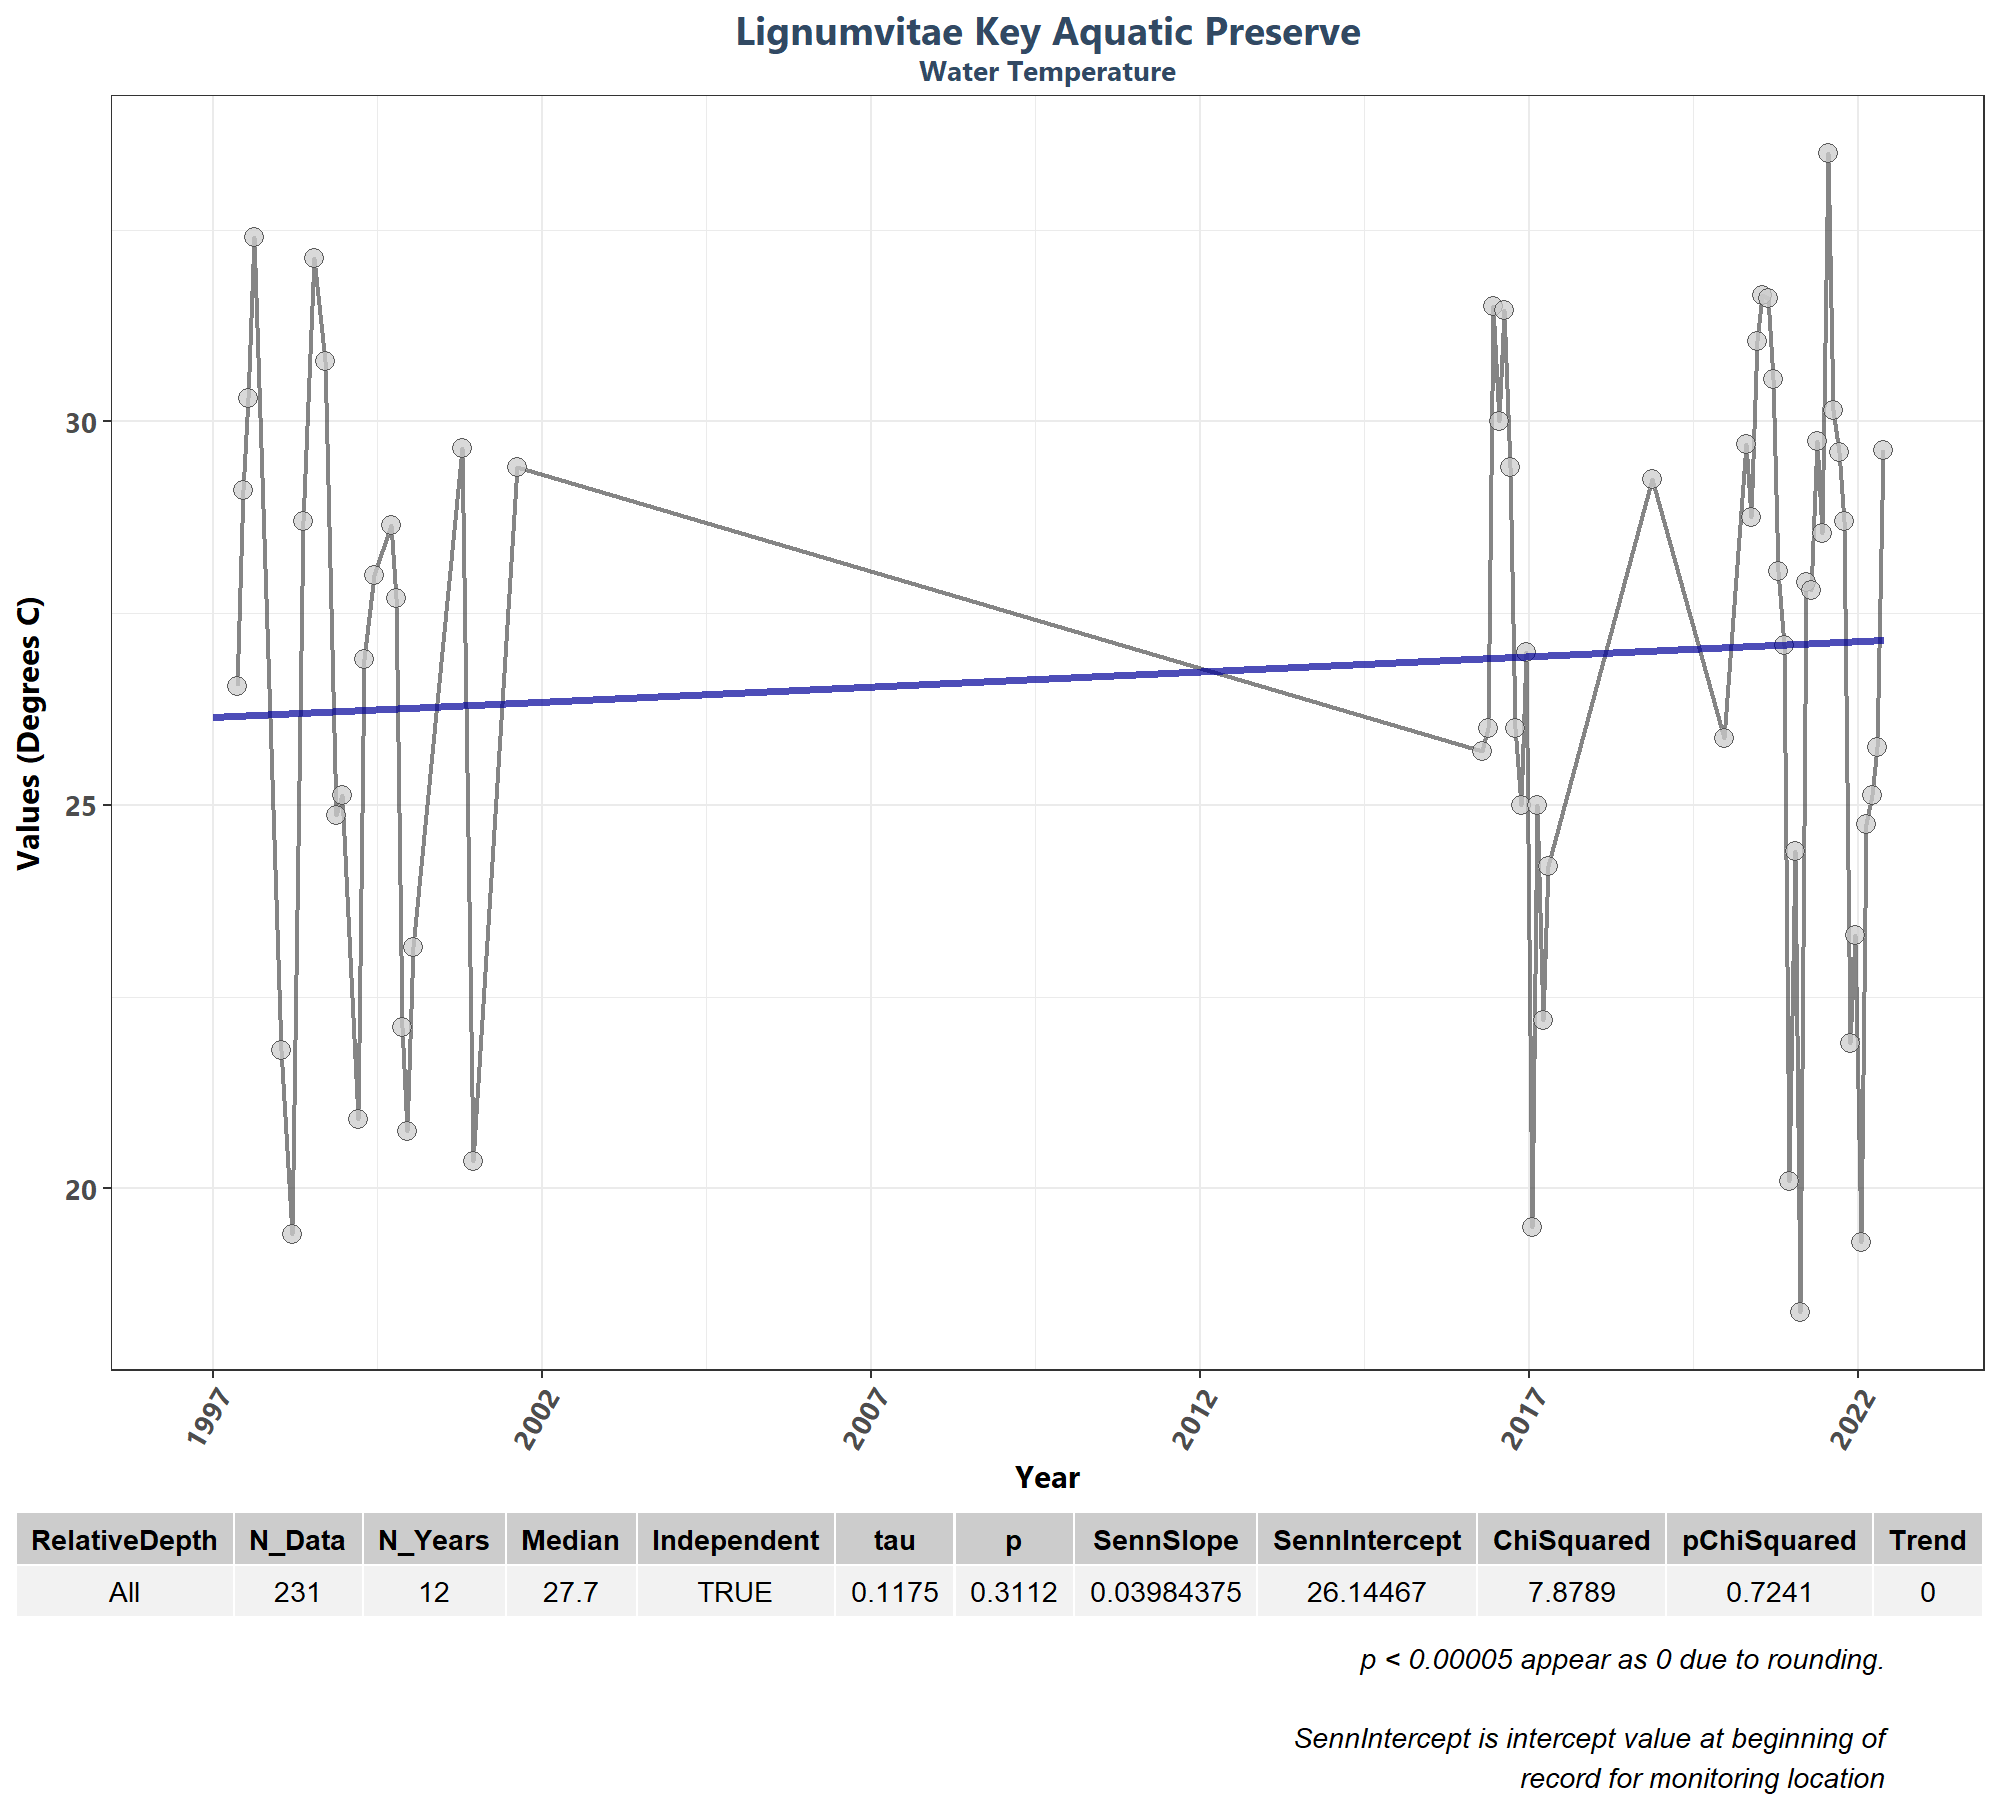 Lignumvitae Key Aquatic Preserve
Water Temperature
Values (Degrees C)
30
25
20
1997
2002
2007
2012
2017
2022
Year
RelativeDepth N_Data N_Years Median Independent tau p SennSlope SennIntercept ChiSquared pChiSquared Trend
All 231 12 27.7 TRUE 0.1175 0.3112 0.03984375 26.14467 7.8789 0.7241 0
p < 0.00005 appear as 0 due to rounding.
SennIntercept is intercept value at beginning of
record for monitoring location